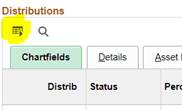 Distributions
Chartfields Details Asset
Distrib Status Perc